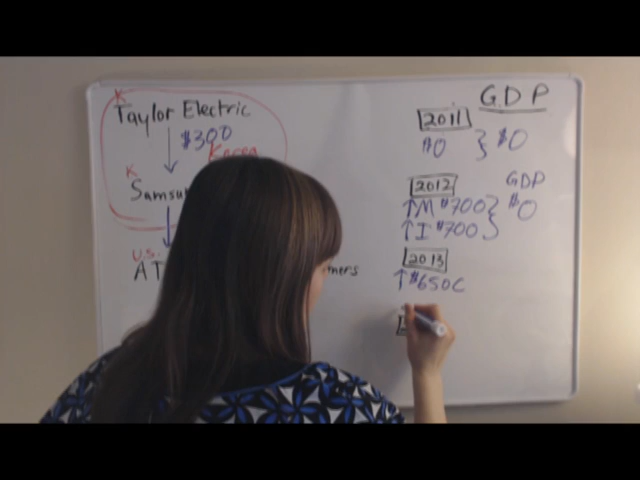 K
Taylor Electric
$300
Korea
K
Samsu
U.S.
AT
mers
GDP
2011
$0 } $0
2012 GDP
↑M $700 } $0
↑I $700
2013
↑$650C